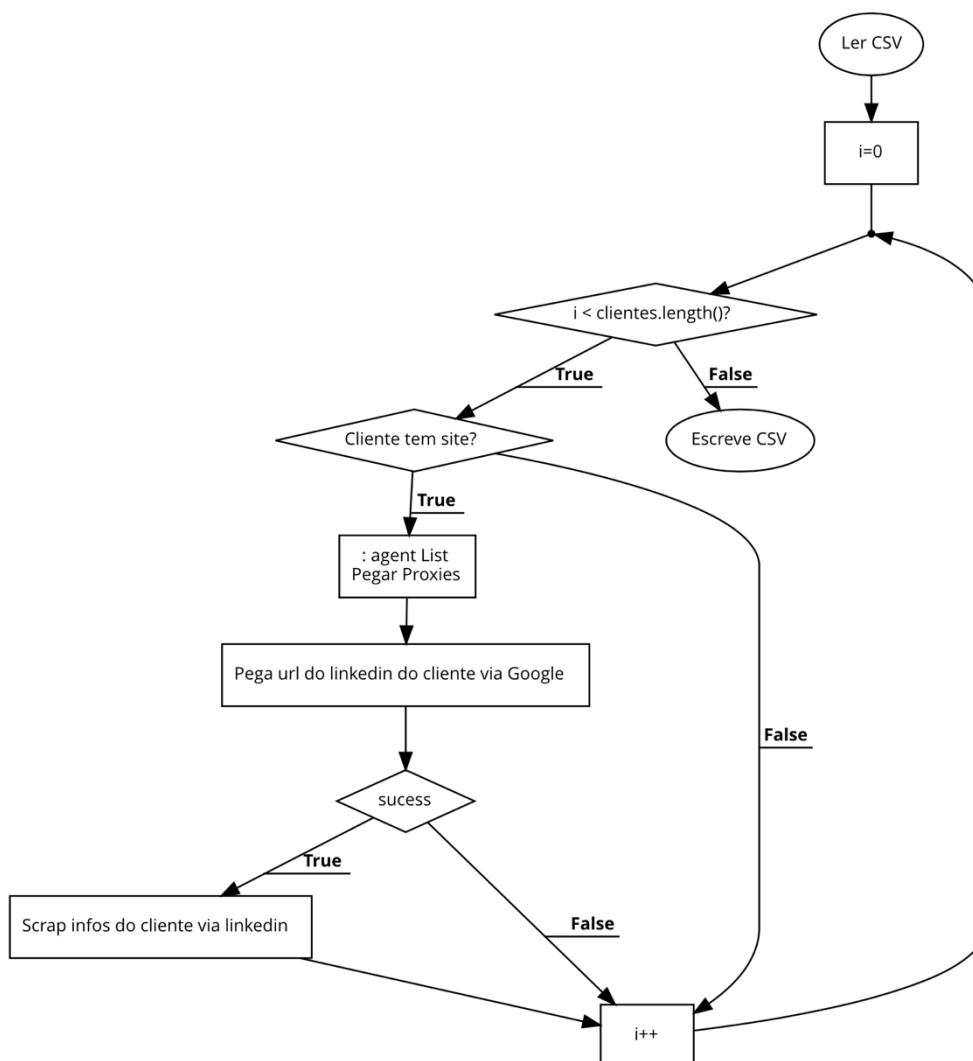 Ler CSV
i=0
i < clientes.length()?
True
False
Cliente tem site?
Escreve CSV
True
: agent List
Pegar Proxies
Pega url do linkedin do cliente via Google
False
sucess
True
False
Scrap infos do cliente via linkedin
i++